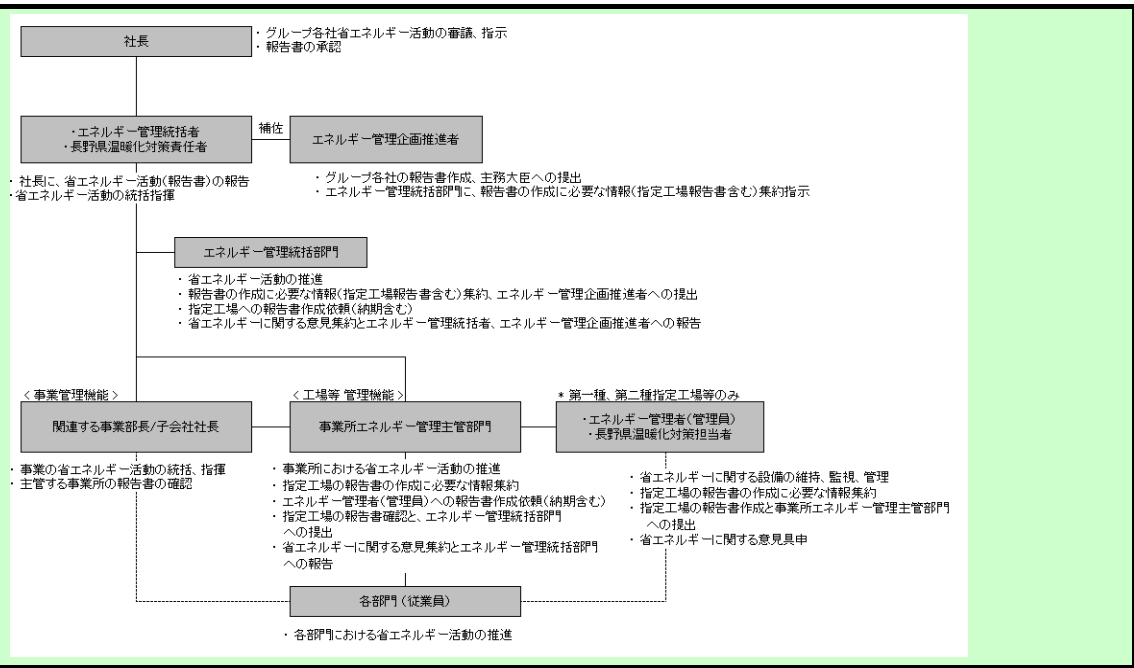 社長
・グループ各社省エネルギー活動の審議、指示
・報告書の承認
・エネルギー管理統括者
・長野県温暖化対策責任者
補佐
エネルギー管理企画推進者
・社長に、省エネルギー活動(報告書)の報告
・省エネルギー活動の統括指揮
・グループ各社の報告書作成、主務大臣への提出
・エネルギー管理統括部門に、報告書の作成に必要な情報(指定工場報告書含む)集約指示
エネルギー管理統括部門
・省エネルギー活動の推進
・報告書の作成に必要な情報(指定工場報告書含む)集約、エネルギー管理企画推進者への提出
・指定工場への報告書作成依頼(納期含む)
・省エネルギーに関する意見集約とエネルギー管理統括者、エネルギー管理企画推進者への報告
<事業管理機能>
関連する事業部長/子会社社長
・事業の省エネルギー活動の統括、指揮
・主管する事業所の報告書の確認
<工場等 管理機能>
事業所エネルギー管理主管部門
・事業所における省エネルギー活動の推進
・指定工場の報告書の作成に必要な情報集約
・エネルギー管理者(管理員)への報告書作成依頼(納期含む)
・指定工場の報告書確認と、エネルギー管理統括部門
への提出
・省エネルギーに関する意見集約とエネルギー管理統括部門
への報告
* 第一種、第二種指定工場等のみ
・エネルギー管理者(管理員)
・長野県温暖化対策担当者
・省エネルギーに関する設備の維持、監視、管理
・指定工場の報告書の作成に必要な情報集約
・指定工場の報告書作成と事業所エネルギー管理主管部門
への提出
・省エネルギーに関する意見具申
各部門(従業員)
・各部門における省エネルギー活動の推進